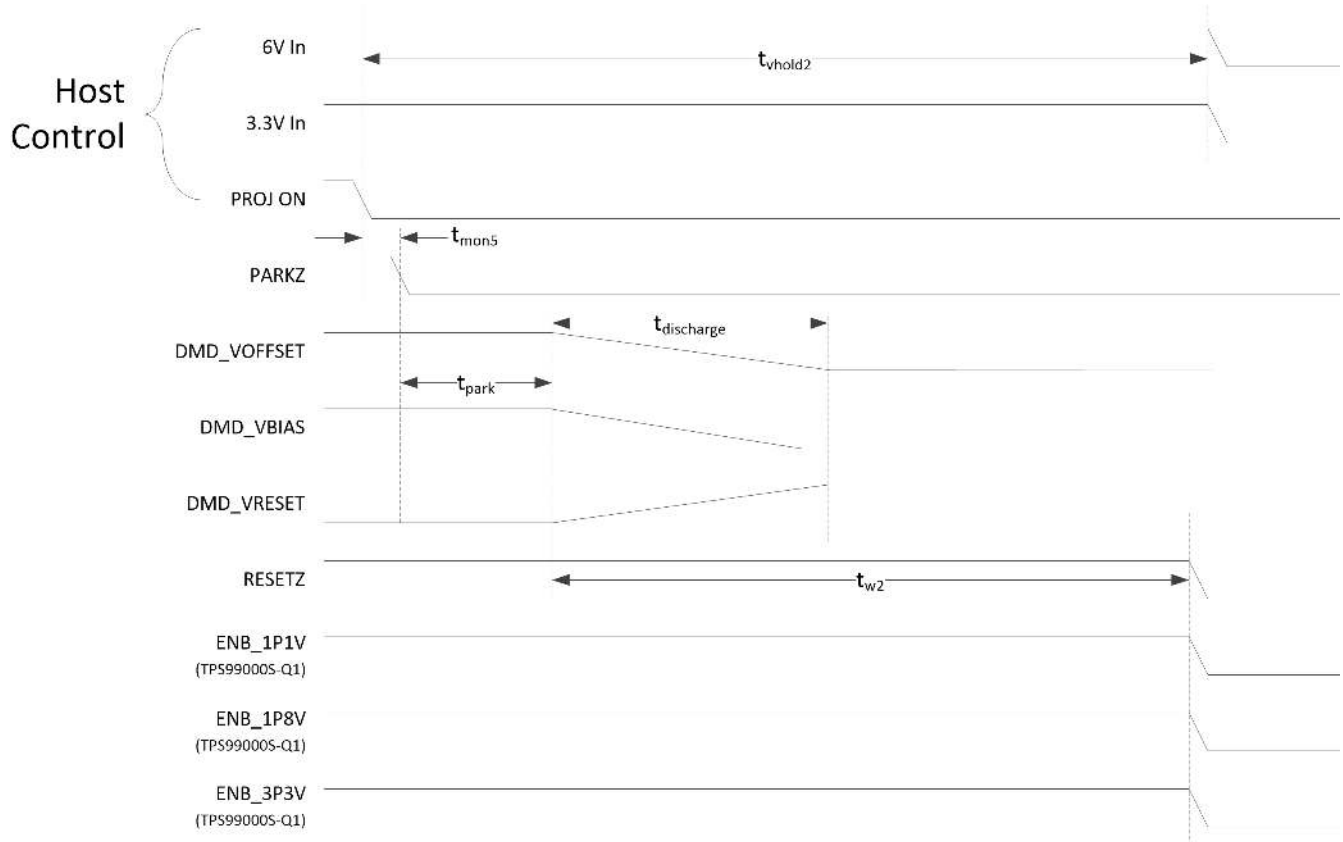 Host
Control
6V In
t_vhold2
3.3V In
PROJ ON
t_mon5
PARKZ
t_discharge
DMD_VOFFSET
t_park
DMD_VBIAS
DMD_VRESET
RESETZ
t_w2
ENB_1P1V
(TPS99000S-Q1)
ENB_1P8V
(TPS99000S-Q1)
ENB_3P3V
(TPS99000S-Q1)